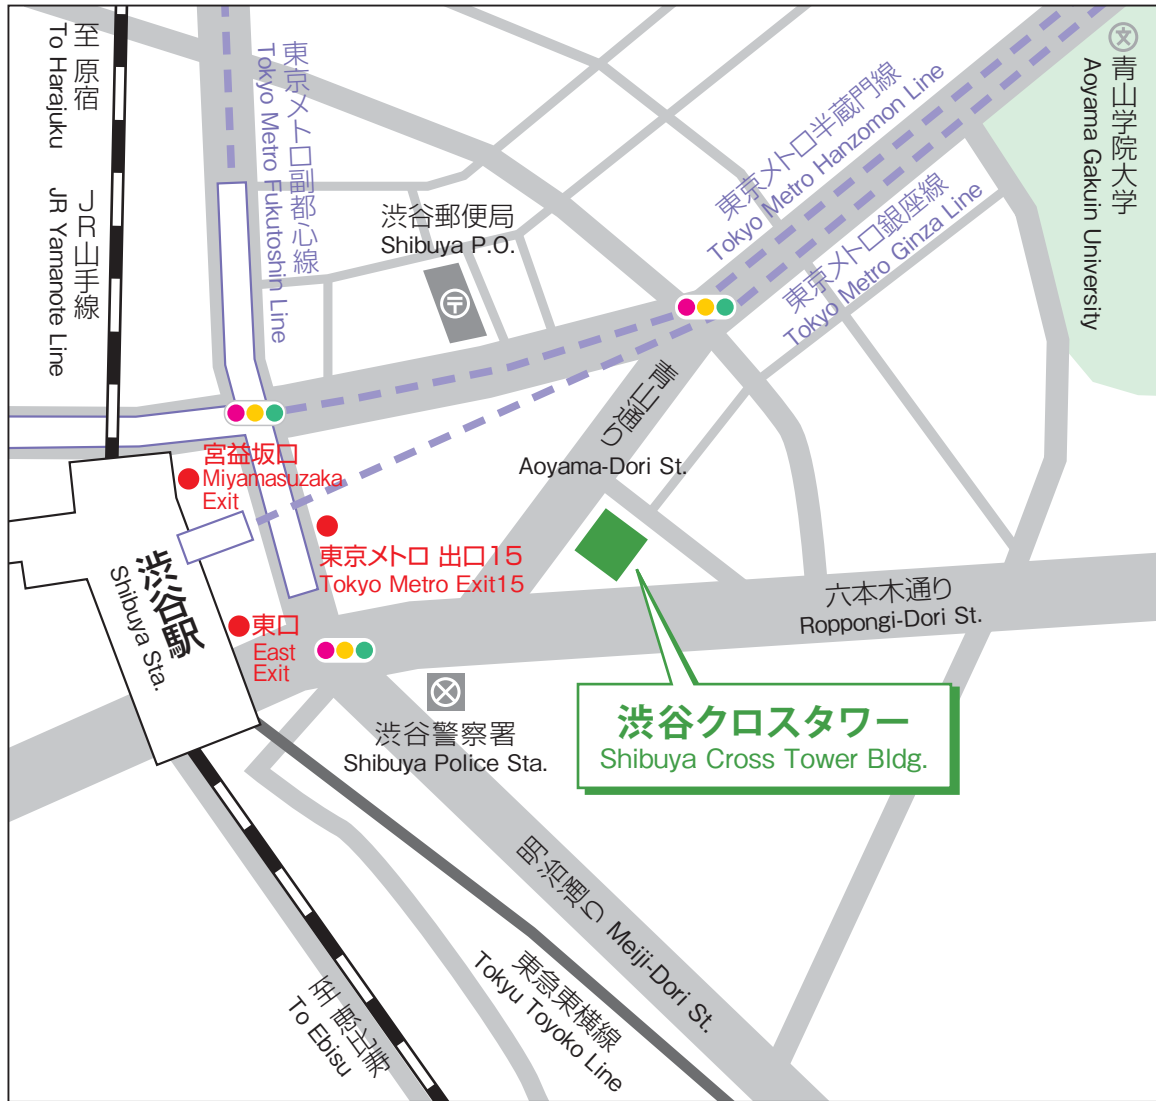 至 原宿
To Harajuku
JR山手線
JR Yamanote Line
東京メトロ副都心線
Tokyo Metro Fukutoshin Line
渋谷郵便局
Shibuya P.O.
〒
東京メトロ半蔵門線
Tokyo Metro Hanzomon Line
東京メトロ銀座線
Tokyo Metro Ginza Line
文
青山学院大学
Aoyama Gakuin University
青山通り
Aoyama-Dori St.
宮益坂口
Miyamasuzaka
Exit
東京メトロ 出口15
Tokyo Metro Exit15
渋谷駅
Shibuya Sta.
東口
East
Exit
六本木通り
Roppongi-Dori St.
渋谷警察署
Shibuya Police Sta.
渋谷クロスタワー
Shibuya Cross Tower Bldg.
明治通り Meiji-Dori St.
東急東横線
Tokyu Toyoko Line
至 恵比寿
To Ebisu